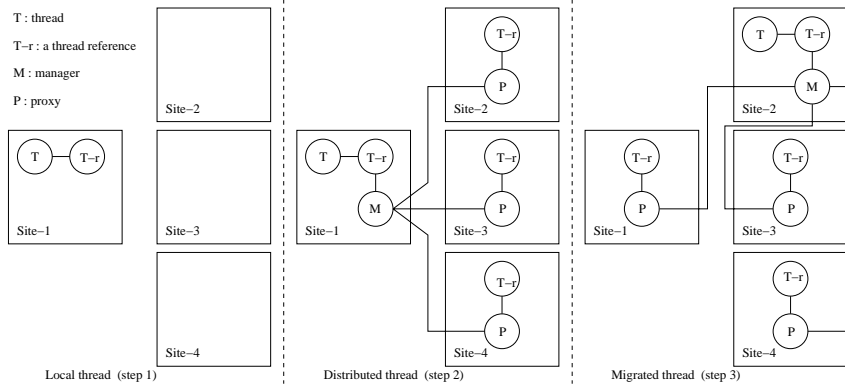 T : thread
T–r : a thread reference
M : manager
P : proxy
Site–2
T
T–r
Site–1
Site–3
Site–4
Local thread (step 1)
T–r
P
Site–2
T
T–r
M
Site–1
T–r
P
Site–3
T–r
P
Site–4
Distributed thread (step 2)
T
T–r
M
Site–2
T–r
P
Site–1
T–r
P
Site–3
T–r
P
Site–4
Migrated thread (step 3)